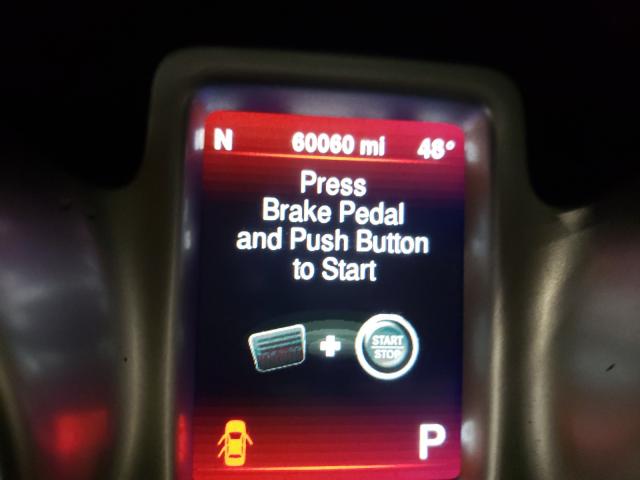 N 60060 mi 48°
Press
Brake Pedal
and Push Button
to Start
START
STOP
P